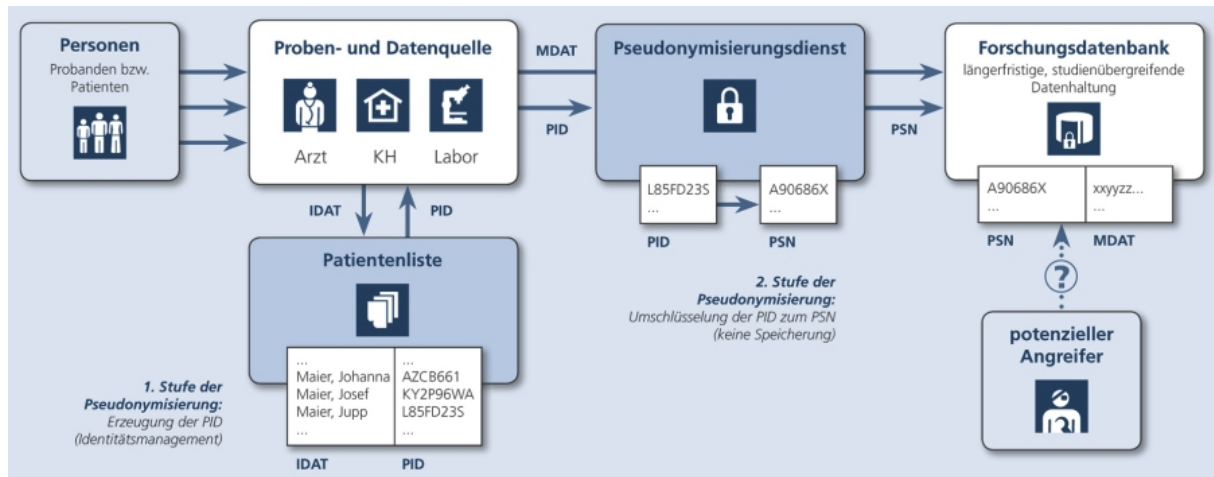 Personen
Probanden bzw.
Patienten
Proben- und Datenquelle
Arzt
KH
Labor
MDAT
PID
Pseudonymisierungsdienst
L85FD23S
...
A90686X
...
PID
PSN
PSN
Forschungsdatenbank
längerfristige, studienübergreifende
Datenhaltung
A90686X
...
xxyyzz...
...
PSN
MDAT
IDAT
PID
Patientenliste
...
...
Maier, Johanna
AZCB661
Maier, Josef
KY2P96WA
Maier, Jupp
L85FD23S
...
...
IDAT
PID
1. Stufe der
Pseudonymisierung:
Erzeugung der PID
(Identitätsmanagement)
2. Stufe der
Pseudonymisierung:
Umschlüsselung der PID zum PSN
(keine Speicherung)
?
potenzieller
Angreifer